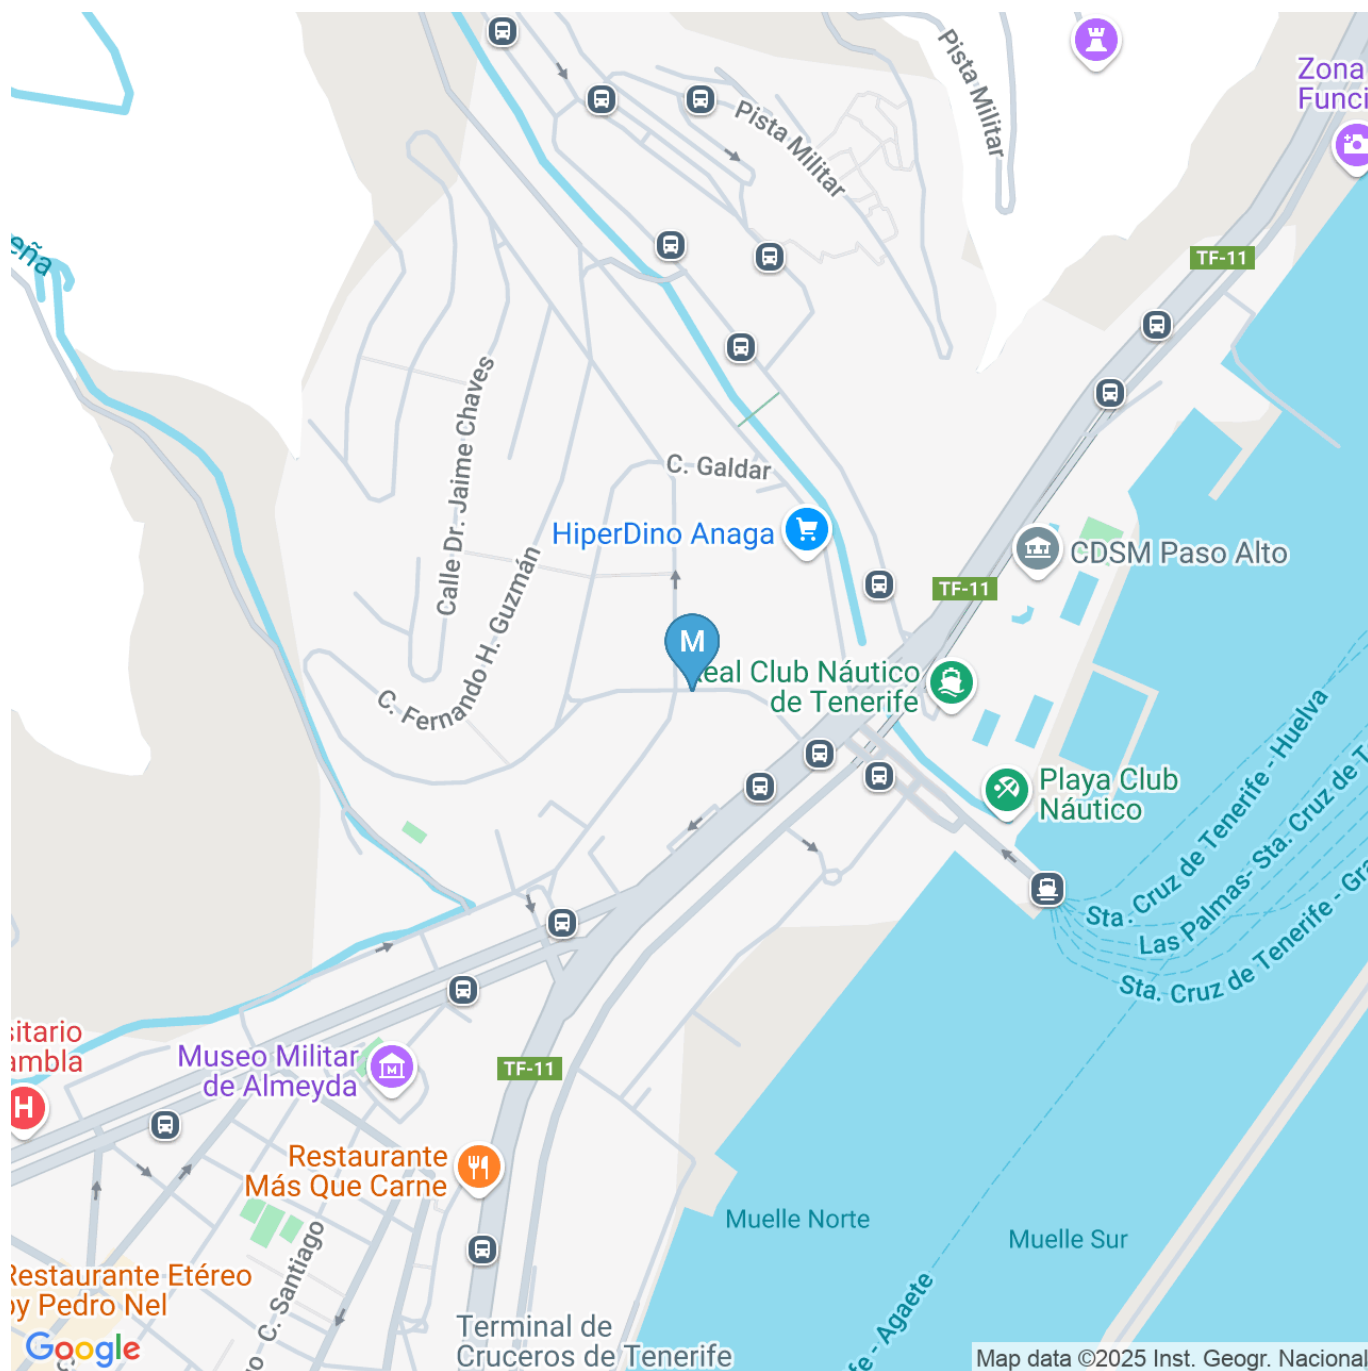 Pista Militar
Zona
Funci
Pista Militar
TF-11
eña
Calle Dr. Jaime Chaves
C. Galdar
HiperDino Anaga
CDSM Paso Alto
TF-11
C. Fernando H. Guzmán
M
eal Club Náutico
de Tenerife
Playa Club
Náutico
Sta. Cruz de Tenerife - Huelva
Las Palmas- Sta. Cruz de T
Sta. Cruz de Tenerife - Gra
sitario
ambla
H
Museo Militar
de Almeyda
M
TF-11
Restaurante
Más Que Carne
Muelle Norte
Muelle Sur
C. Santiago
Restaurante Etéreo
by Pedro Nel
Google
Terminal de
Cruceros de Tenerife
fe - Agaete
Map data ©2025 Inst. Geogr. Nacional